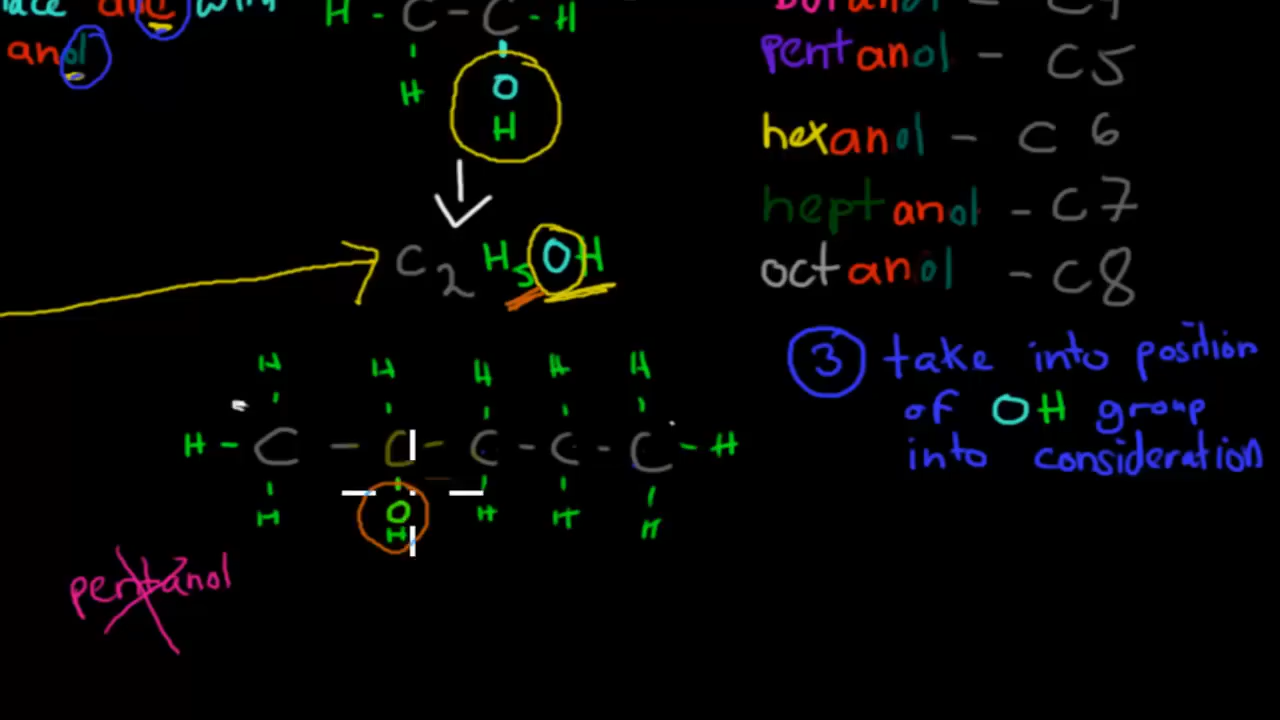 with
anol
H - C - C - H
H
O
H
C2H5OH
pentanol - C5
hexanol - C6
heptanol - C7
octanol - C8
3 take into position
of OH group
into consideration
H H H H H
H - C - C - C - C - C - H
H O H H H
H
pentanol